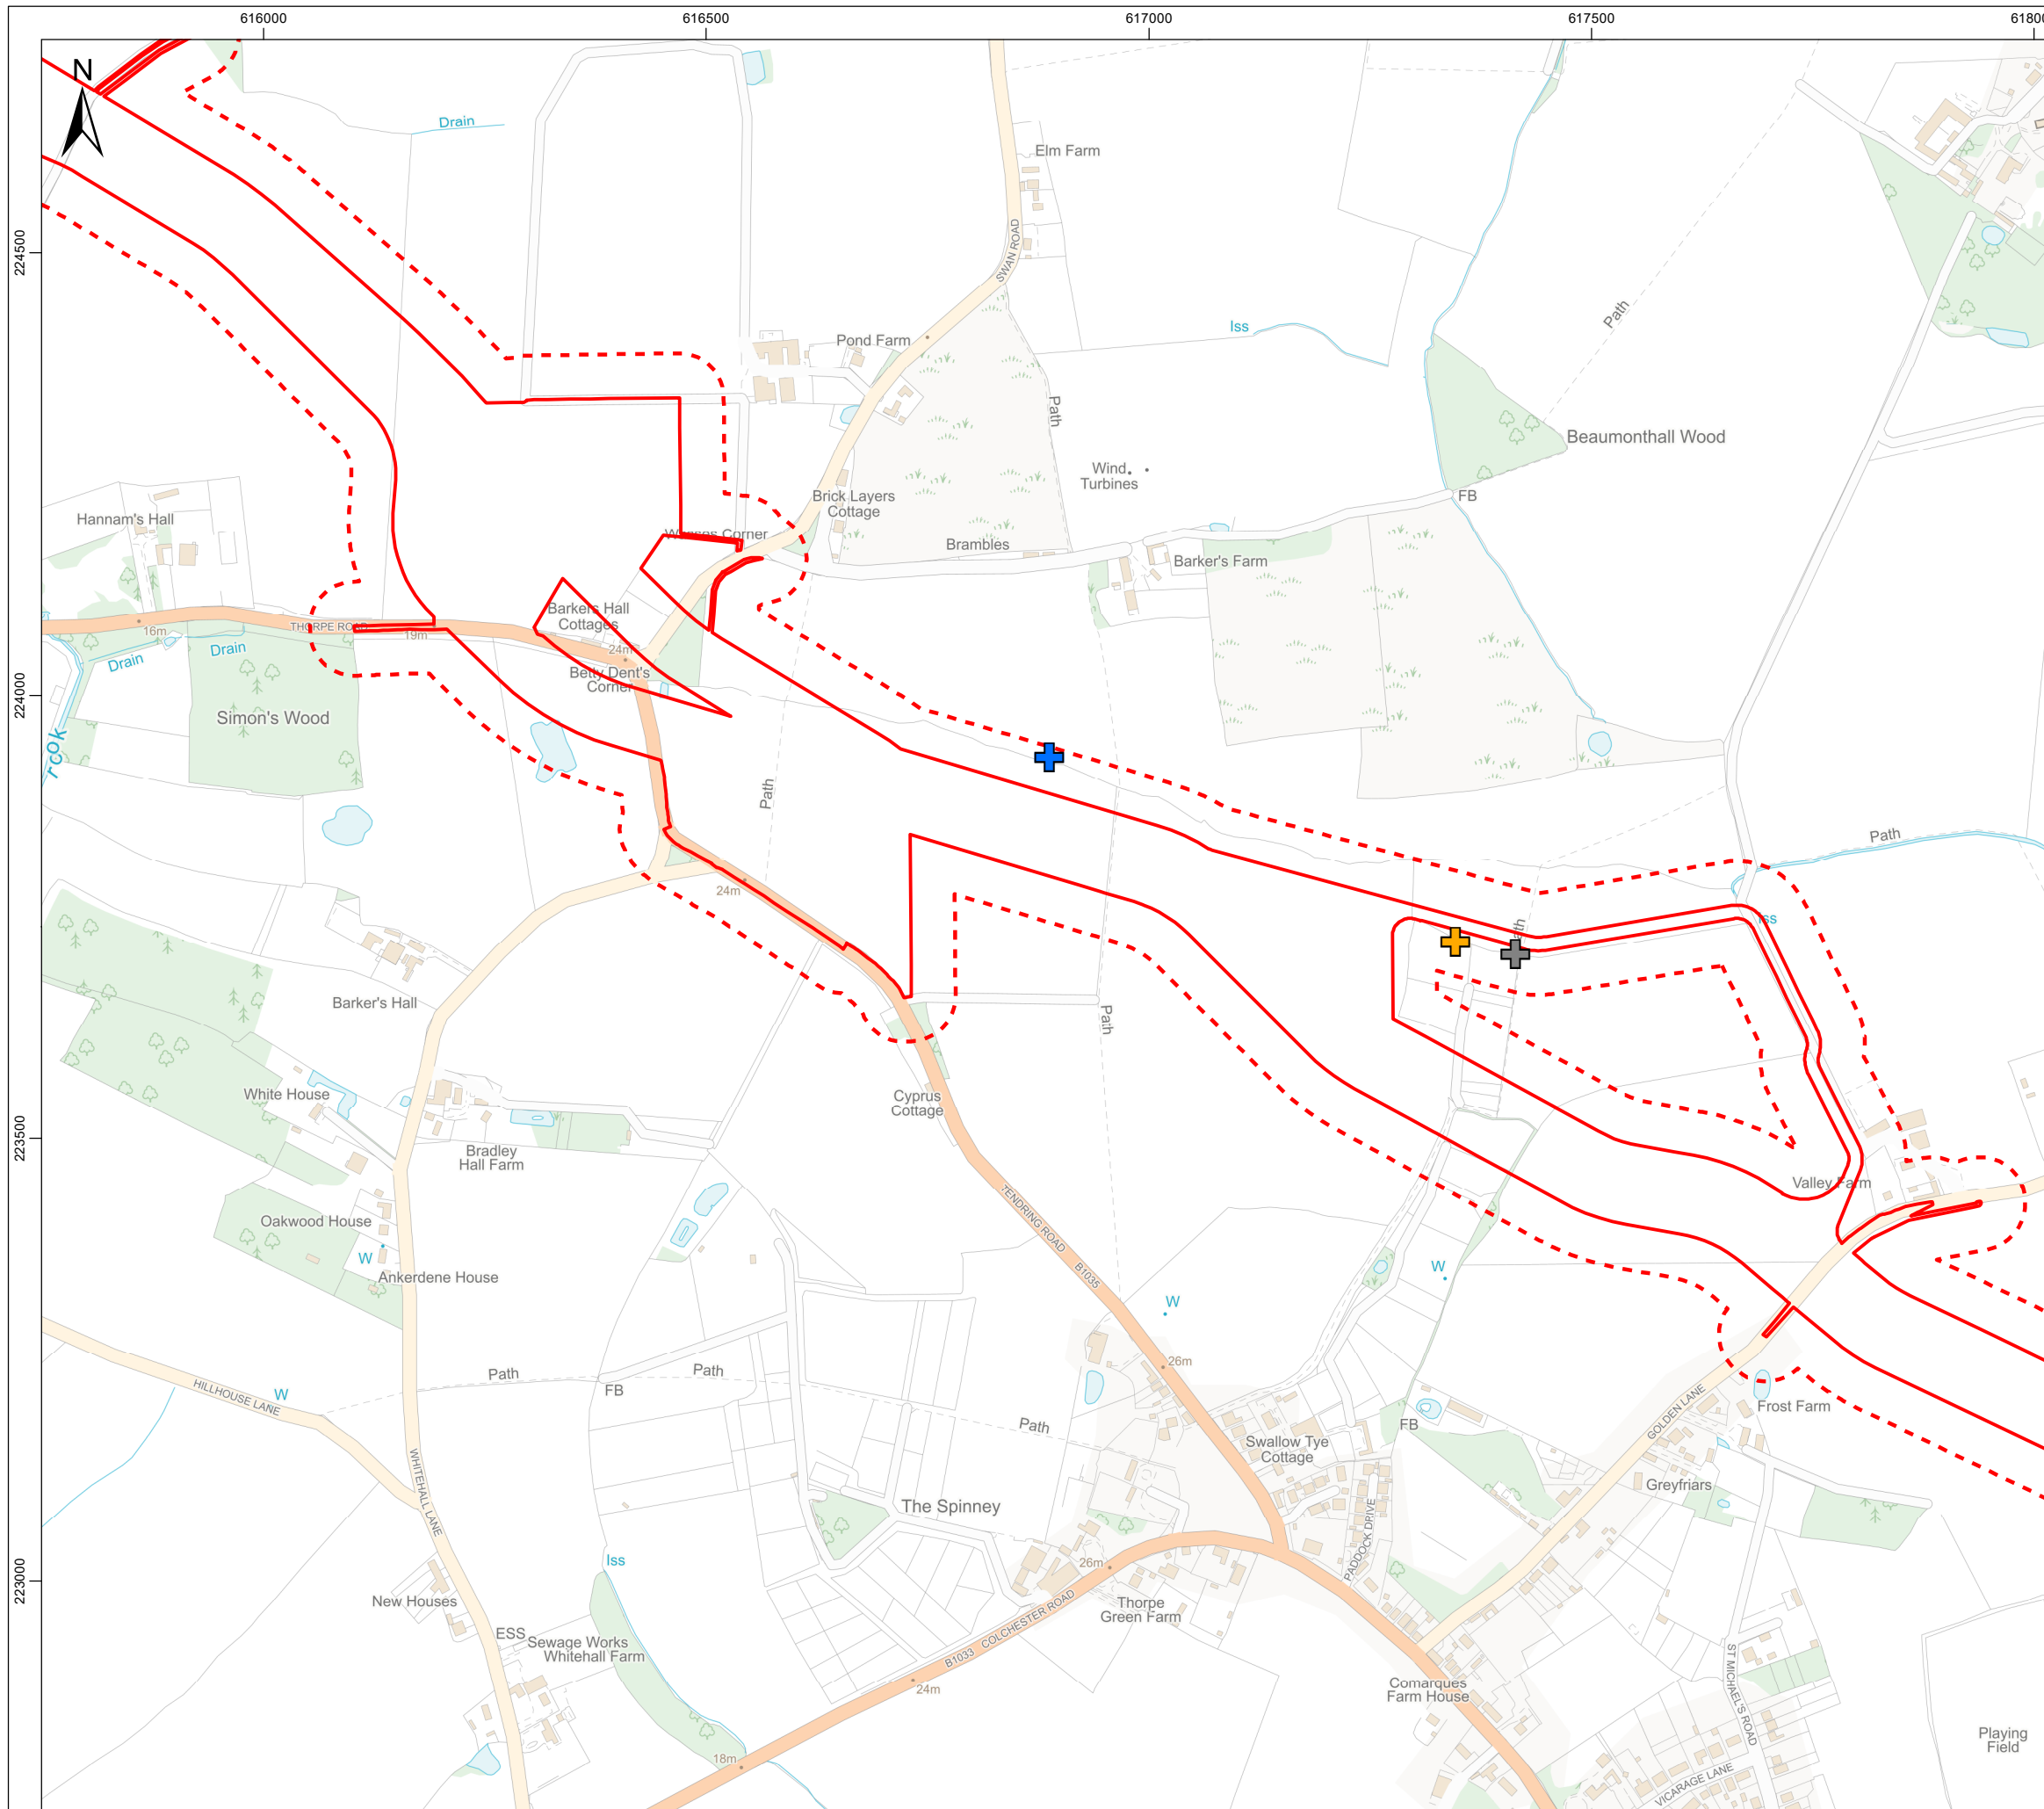 616000
616500
617000
617500
N
Drain
Elm Farm
224500
SWAN ROAD
Pond Farm
Iss
Path
Path
Beaumonthall Wood
Wind
Turbines
FB
Brick Layers
Cottage
Hannam's Hall
Brambles
Barker's Farm
Barkers Hall
Cottages
THORPE ROAD
16m
19m
24m
Drain
Drain
Betty Dent's
Corner
224000
Simon's Wood
Path
Path
24m
Iss
Barker's Hall
Path
White House
Cyprus
Cottage
223500
Bradley
Hall Farm
Valley Farm
Oakwood House
W
Ankerdene House
TENDRING ROAD
B1035
W
W
26m
Path
Path
FB
HILLHOUSE LANE
W
Path
FB
Frost Farm
GOLDEN LANE
Swallow Tye
Cottage
Greyfriars
WHITEHALL LANE
The Spinney
PADDOCK DRIVE
Iss
26m
223000
New Houses
Thorpe
Green Farm
B1033
COLCHESTER ROAD
ESS
Sewage Works
Whitehall Farm
ST MICHAEL'S ROAD
24m
Comarques
Farm House
Playing
Field
18m
VICARAGE LANE